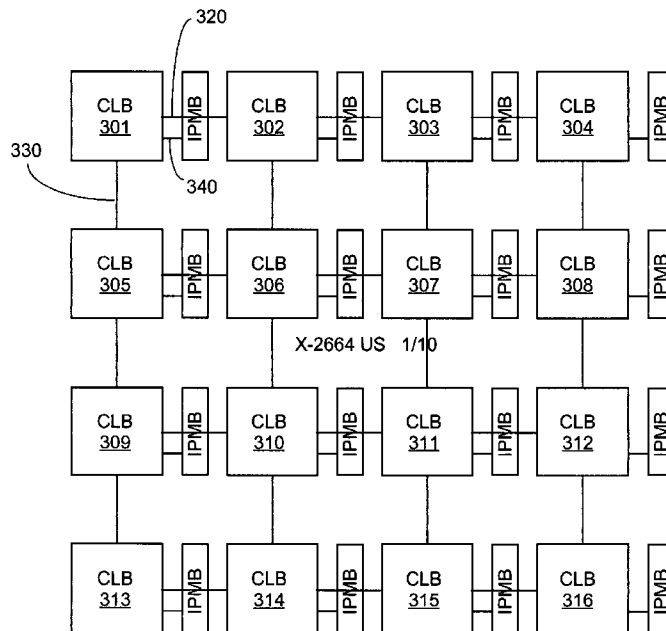 320
CLB
301
IPMB
CLB
302
IPMB
CLB
303
IPMB
CLB
304
IPMB
330
340
CLB
305
IPMB
CLB
306
IPMB
CLB
307
IPMB
CLB
308
IPMB
X-2664 US 1/10
CLB
309
IPMB
CLB
310
IPMB
CLB
311
IPMB
CLB
312
IPMB
CLB
313
IPMB
CLB
314
IPMB
CLB
315
IPMB
CLB
316
IPMB